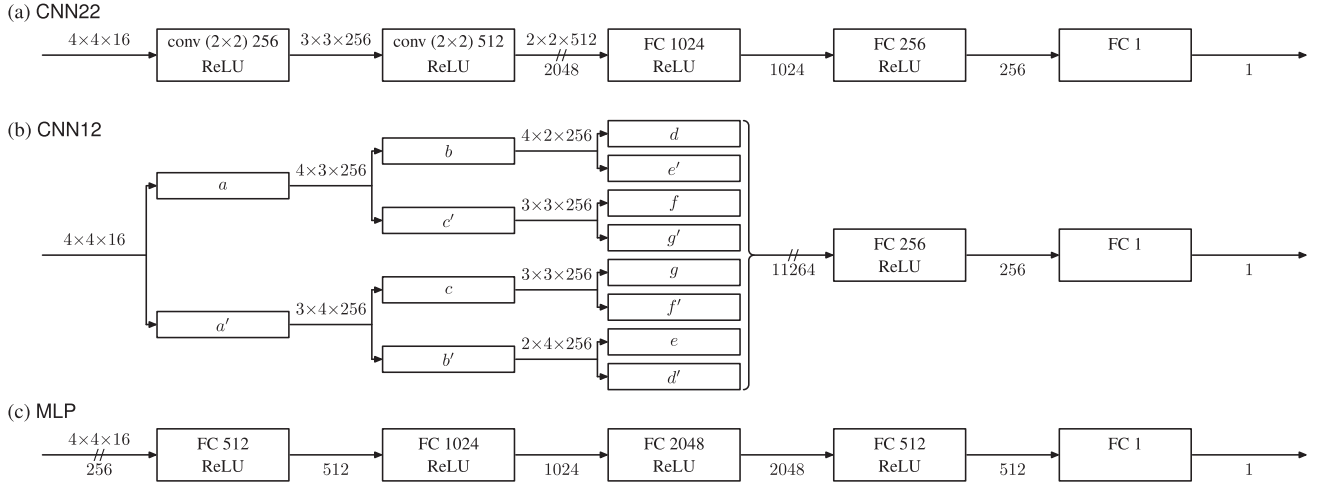 (a) CNN22
4×4×16
conv (2×2) 256
ReLU
3×3×256
conv (2×2) 512
ReLU
2×2×512
2048
FC 1024
ReLU
1024
FC 256
ReLU
256
FC 1
1
(b) CNN12
4×4×16
a
a′
4×3×256
3×4×256
b
c′
c
b′
4×2×256
3×3×256
3×3×256
2×4×256
d
e′
f
g′
g
f′
e
d′
11264
FC 256
ReLU
256
FC 1
1
(c) MLP
4×4×16
256
FC 512
ReLU
512
FC 1024
ReLU
1024
FC 2048
ReLU
2048
FC 512
ReLU
512
FC 1
1